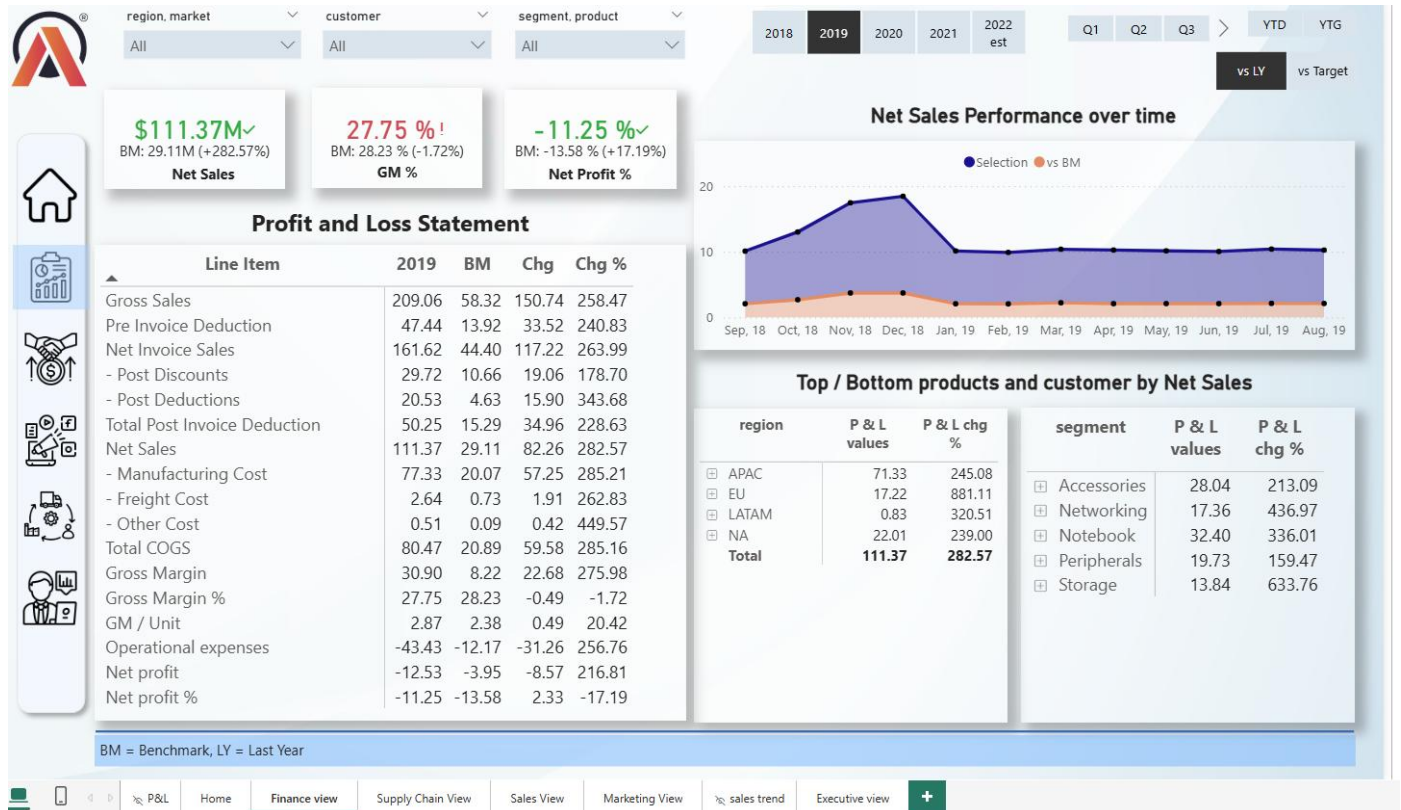 ®
region, market
customer
segment, product
All
All
All
2018
2019
2020
2021
2022
est
Q1
Q2
Q3
YTD
YTG
vs LY
vs Target
$111.37M
BM: 29.11M (+282.57%)
Net Sales
27.75 %!
BM: 28.23 % (-1.72%)
GM %
-11.25 %
BM: -13.58 % (+17.19%)
Net Profit %
Profit and Loss Statement
Line Item 2019 BM Chg Chg %
Gross Sales 209.06 58.32 150.74 258.47
Pre Invoice Deduction 47.44 13.92 33.52 240.83
Net Invoice Sales 161.62 44.40 117.22 263.99
- Post Discounts 29.72 10.66 19.06 178.70
- Post Deductions 20.53 4.63 15.90 343.68
Total Post Invoice Deduction 50.25 15.29 34.96 228.63
Net Sales 111.37 29.11 82.26 282.57
- Manufacturing Cost 77.33 20.07 57.25 285.21
- Freight Cost 2.64 0.73 1.91 262.83
- Other Cost 0.51 0.09 0.42 449.57
Total COGS 80.47 20.89 59.58 285.16
Gross Margin 30.90 8.22 22.68 275.98
Gross Margin % 27.75 28.23 -0.49 -1.72
GM / Unit 2.87 2.38 0.49 20.42
Operational expenses -43.43 -12.17 -31.26 256.76
Net profit -12.53 -3.95 -8.57 216.81
Net profit % -11.25 -13.58 2.33 -17.19
Net Sales Performance over time
Selection vs BM
20
10
0
Sep, 18 Oct, 18 Nov, 18 Dec, 18 Jan, 19 Feb, 19 Mar, 19 Apr, 19 May, 19 Jun, 19 Jul, 19 Aug, 19
Top / Bottom products and customer by Net Sales
region P & L values P & L chg %
APAC 71.33 245.08
EU 17.22 881.11
LATAM 0.83 320.51
NA 22.01 239.00
Total 111.37 282.57
segment P & L values P & L chg %
Accessories 28.04 213.09
Networking 17.36 436.97
Notebook 32.40 336.01
Peripherals 19.73 159.47
Storage 13.84 633.76
BM = Benchmark, LY = Last Year
P&L
Home
Finance view
Supply Chain View
Sales View
Marketing View
sales trend
Executive view
+